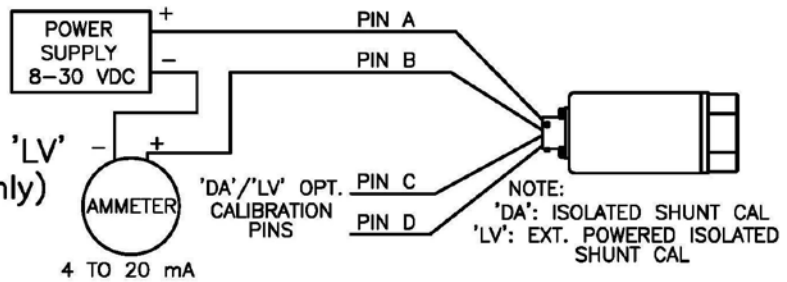 POWER
SUPPLY
8-30 VDC
+
-
PIN A
PIN B
'LV'
nly)
-
+
AMMETER
4 TO 20 mA
'DA'/'LV' OPT.
CALIBRATION
PINS
PIN C
PIN D
NOTE:
'DA': ISOLATED SHUNT CAL
'LV': EXT. POWERED ISOLATED
SHUNT CAL